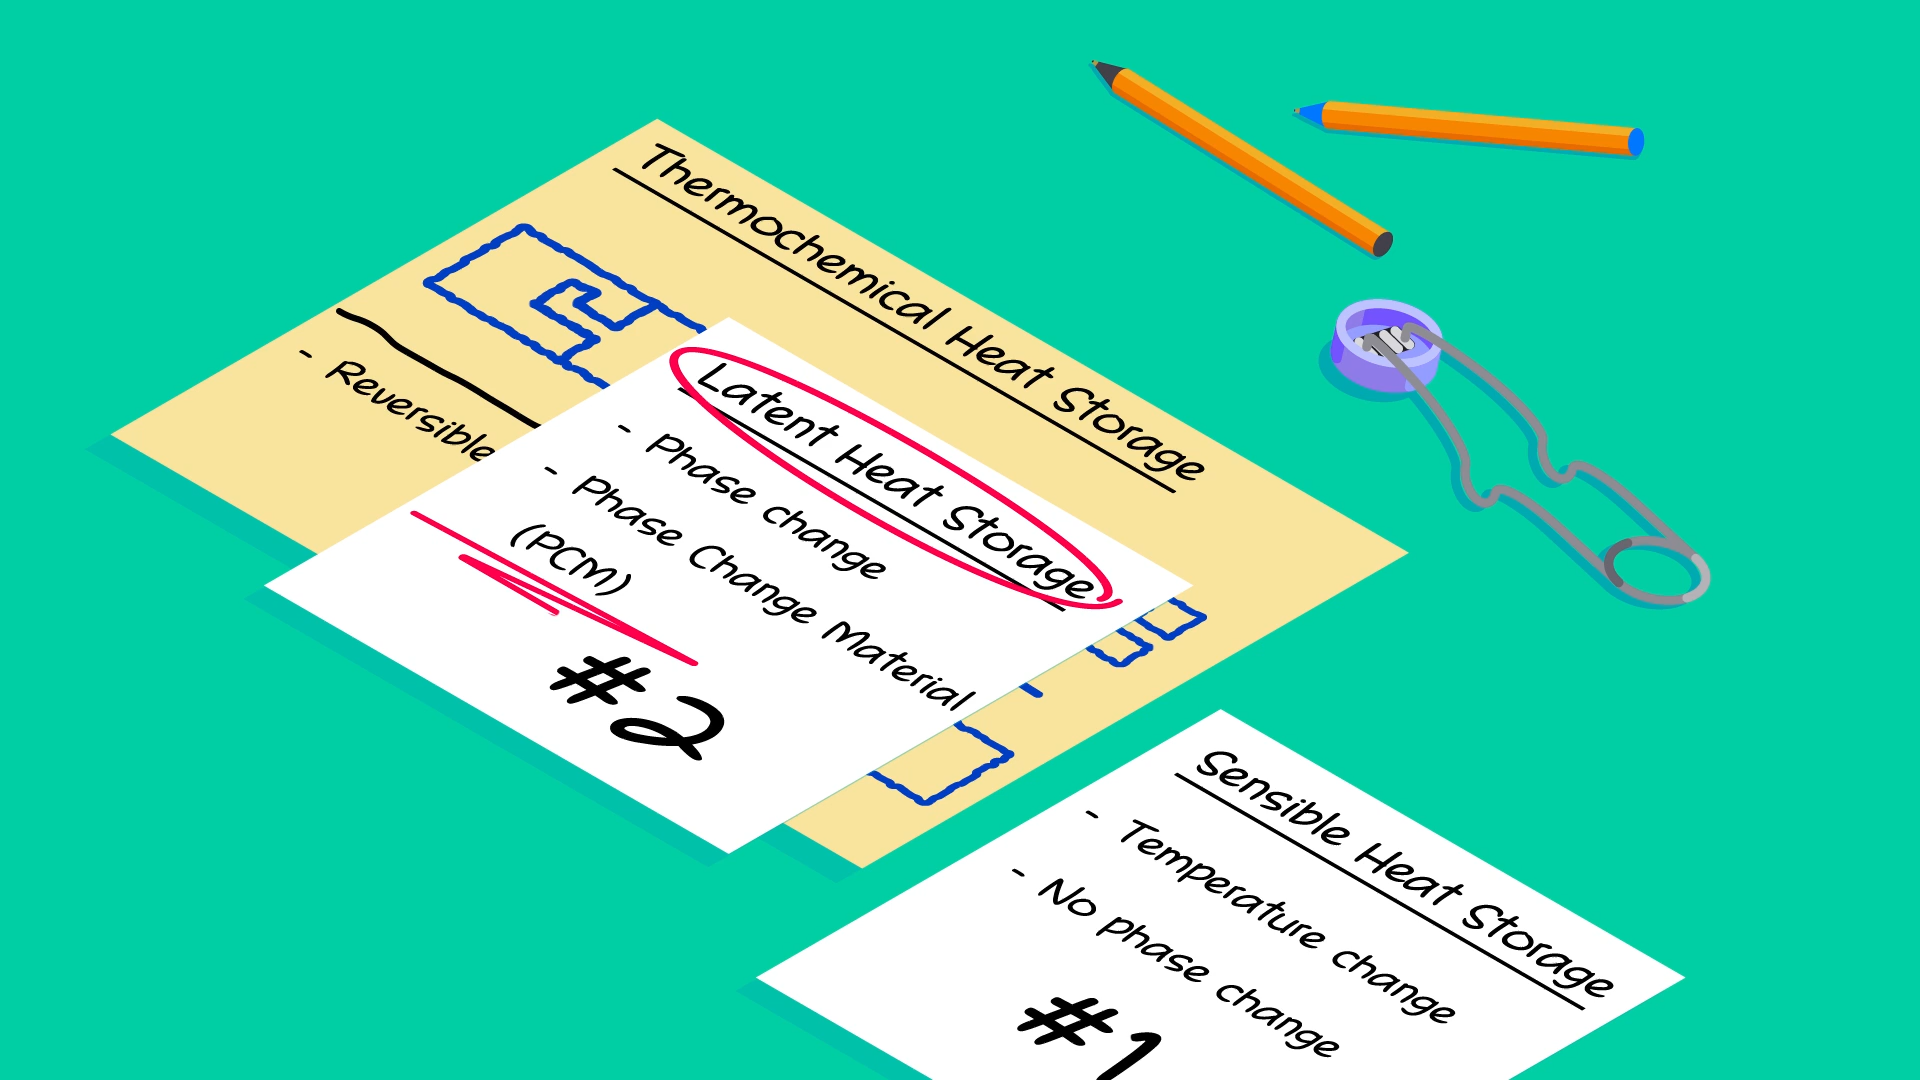 Thermochemical Heat Storage
- Reversible
Latent Heat Storage
- Phase change
- Phase Change Material
(PCM)
#2
Sensible Heat Storage
- Temperature change
- No phase change
#1